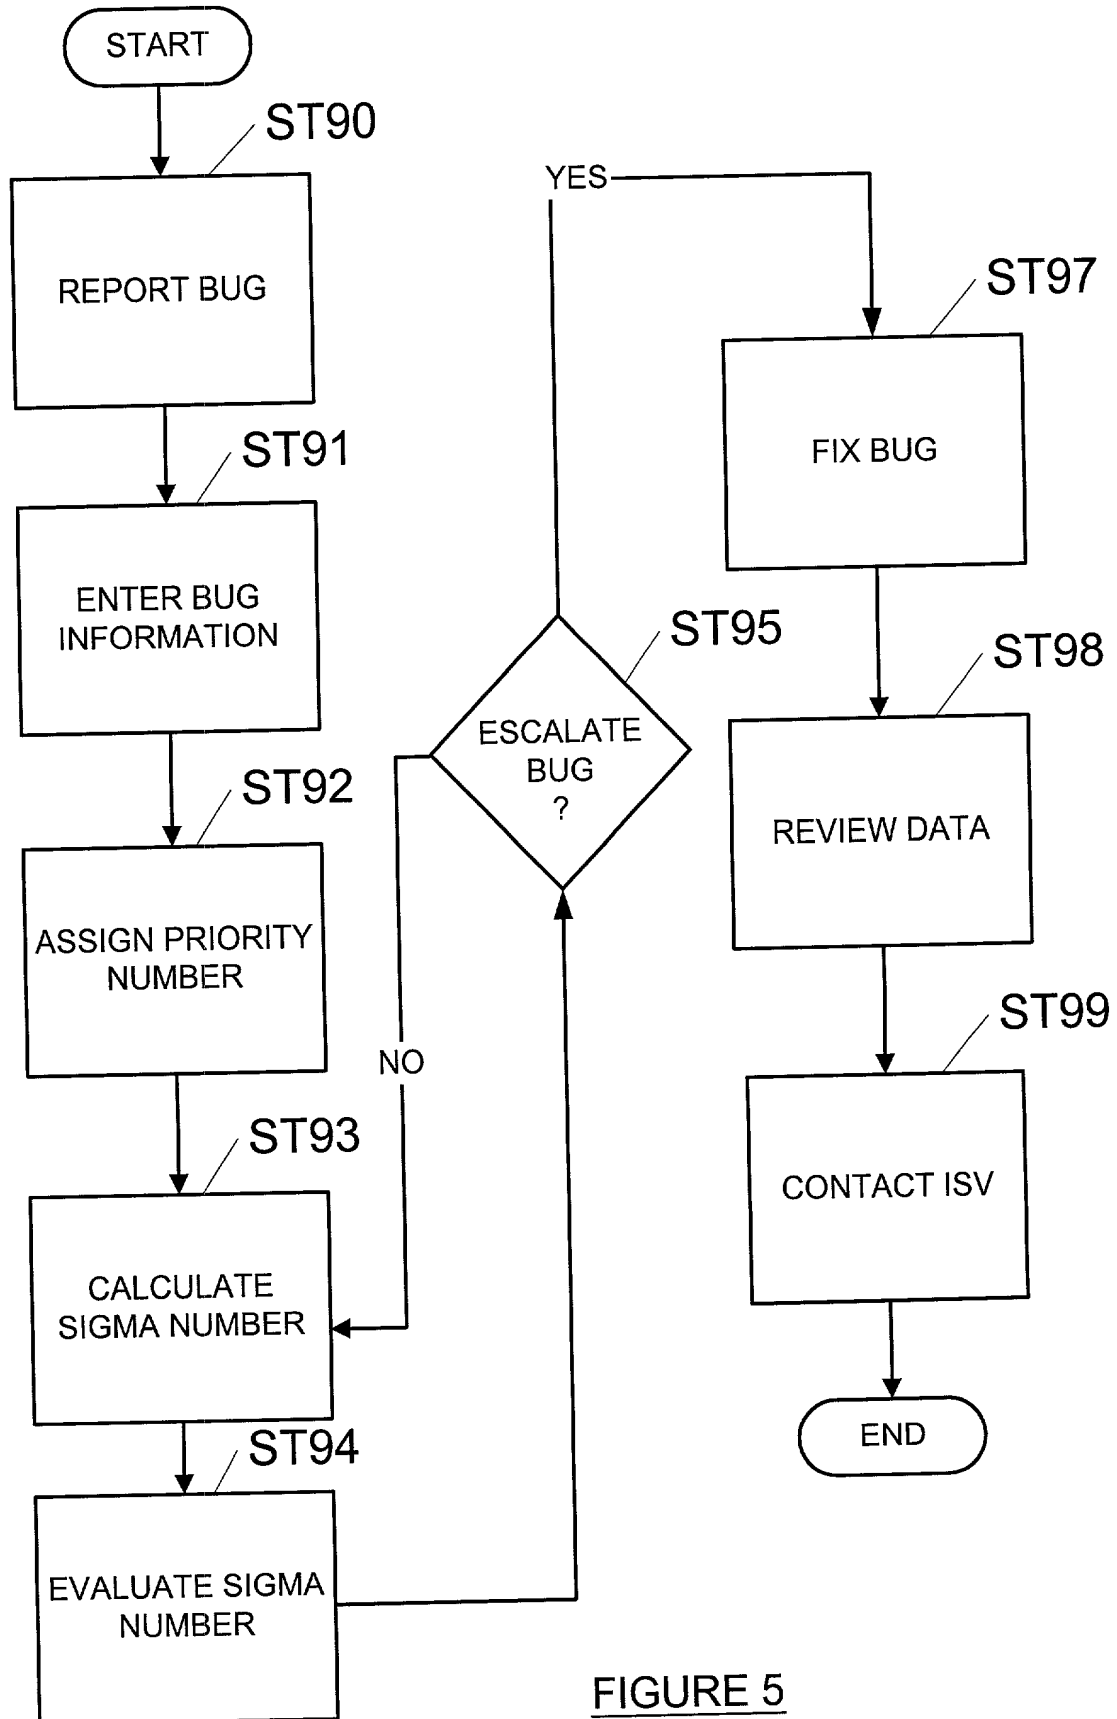 START
ST90
REPORT BUG
ST91
ENTER BUG
INFORMATION
ST92
ASSIGN PRIORITY
NUMBER
ST93
CALCULATE
SIGMA NUMBER
ST94
EVALUATE SIGMA
NUMBER
NO
YES
ST95
ESCALATE
BUG
?
ST97
FIX BUG
ST98
REVIEW DATA
ST99
CONTACT ISV
END
FIGURE 5